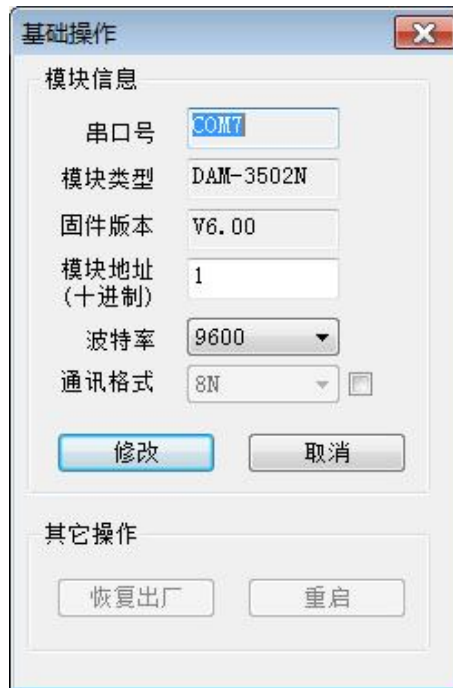 基础操作
模块信息
串口号 COM7
模块类型 DAM-3502N
固件版本 V6.00
模块地址 1
(十进制)
波特率 9600
通讯格式 8N
修改 取消
其它操作
恢复出厂 重启